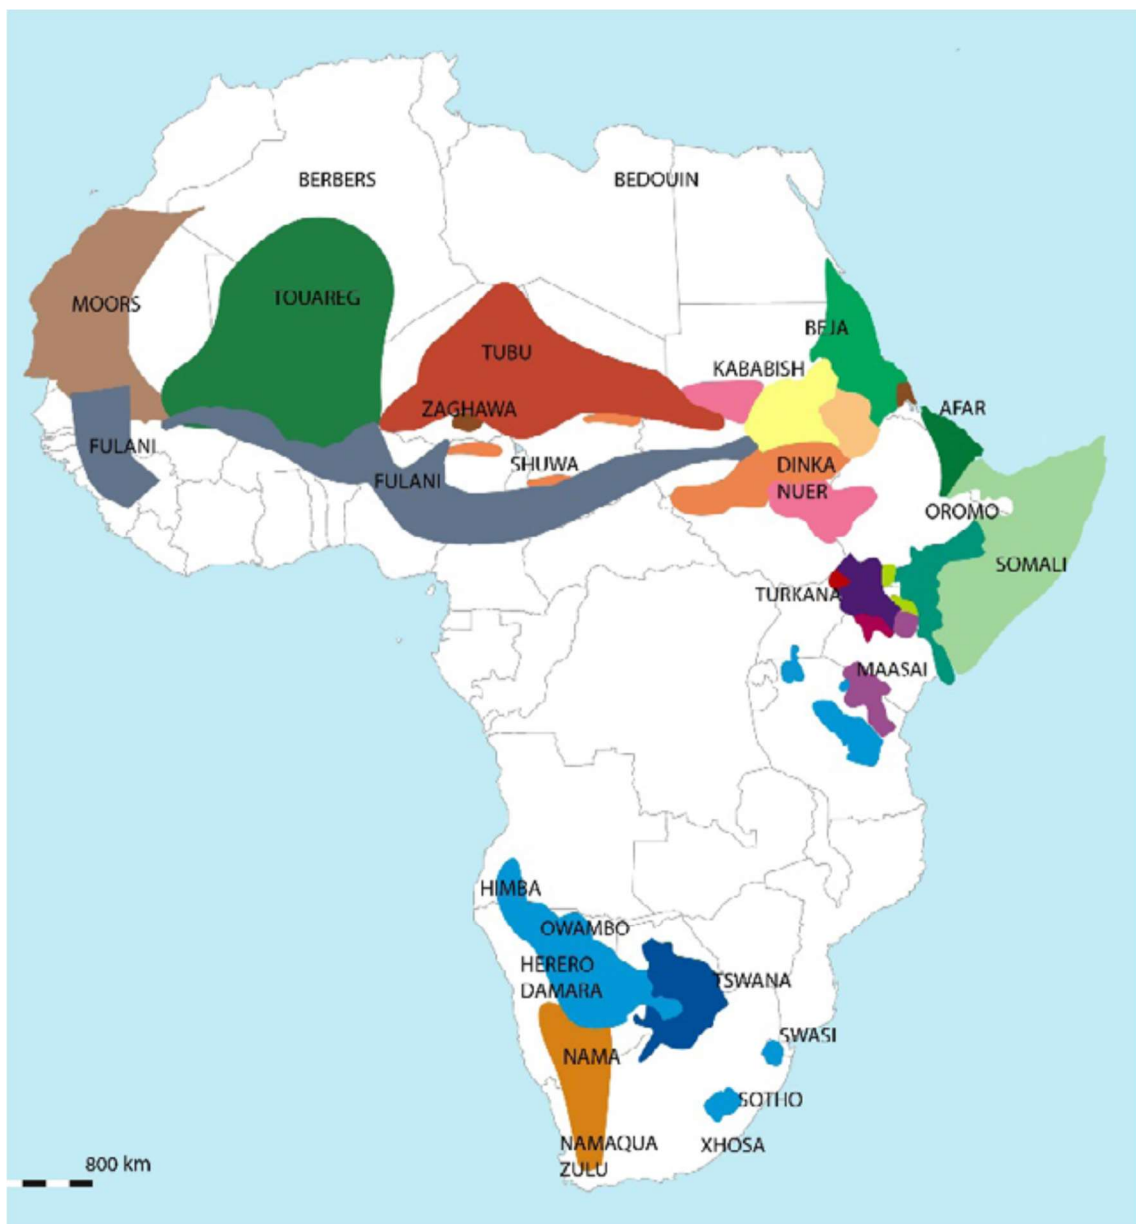 BERBERS
BEDOUIN
MOORS
TOUAREG
BEJA
TUBU
KABABISH
ZAGHAWA
AFAR
FULANI
SHUWA
DINKA
FULANI
NUER
OROMO
SOMALI
TURKANA
MAASAI
HIMBA
OWAMBO
HERERO
DAMARA
TSWANA
SWASI
NAMA
SOTHO
NAMAQUA
XHOSA
ZULU
800 km